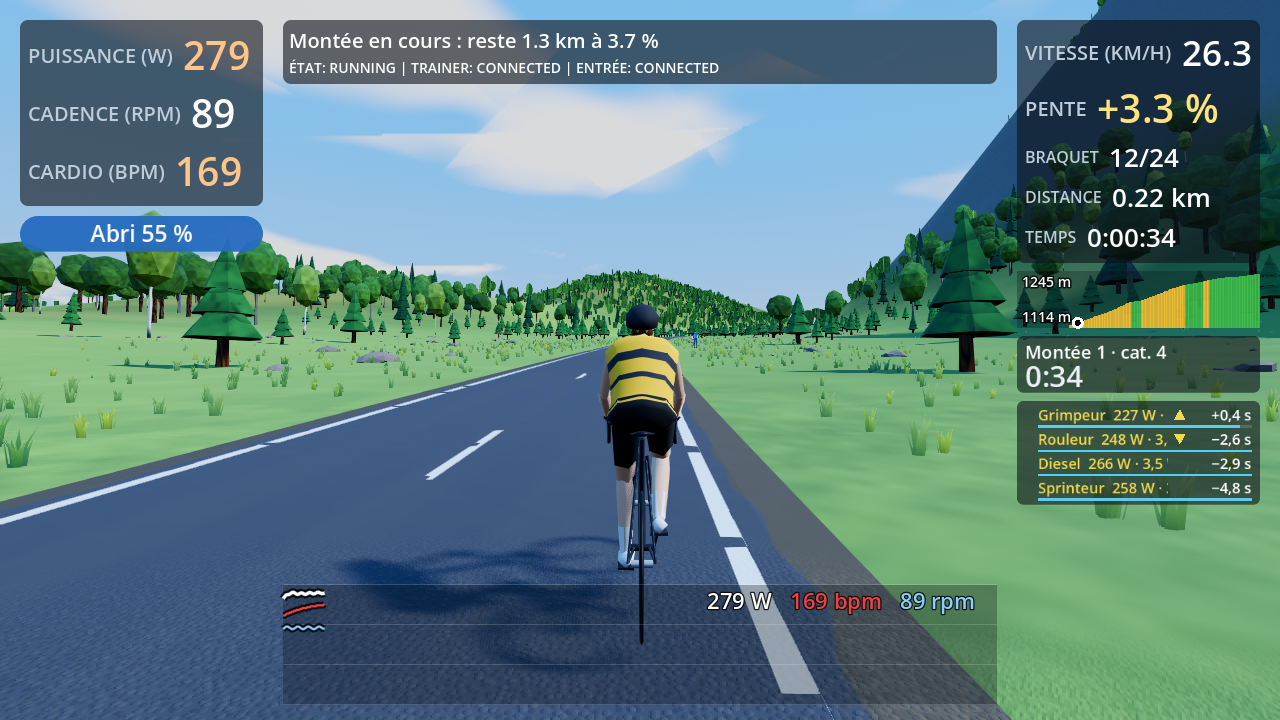 PUISSANCE (W) 279
CADENCE (RPM) 89
CARDIO (BPM) 169
Abri 55 %
Montée en cours : reste 1.3 km à 3.7 %
ÉTAT: RUNNING | TRAINER: CONNECTED | ENTRÉE: CONNECTED
VITESSE (KM/H) 26.3
PENTE +3.3 %
BRAQUET 12/24
DISTANCE 0.22 km
TEMPS 0:00:34
1245 m
1114 m
Montée 1 · cat. 4
0:34
Grimpeur 227 W · ▲ +0,4 s
Rouleur 248 W · 3, ▼ −2,6 s
Diesel 266 W · 3,5 −2,9 s
Sprinteur 258 W · −4,8 s
279 W 169 bpm 89 rpm